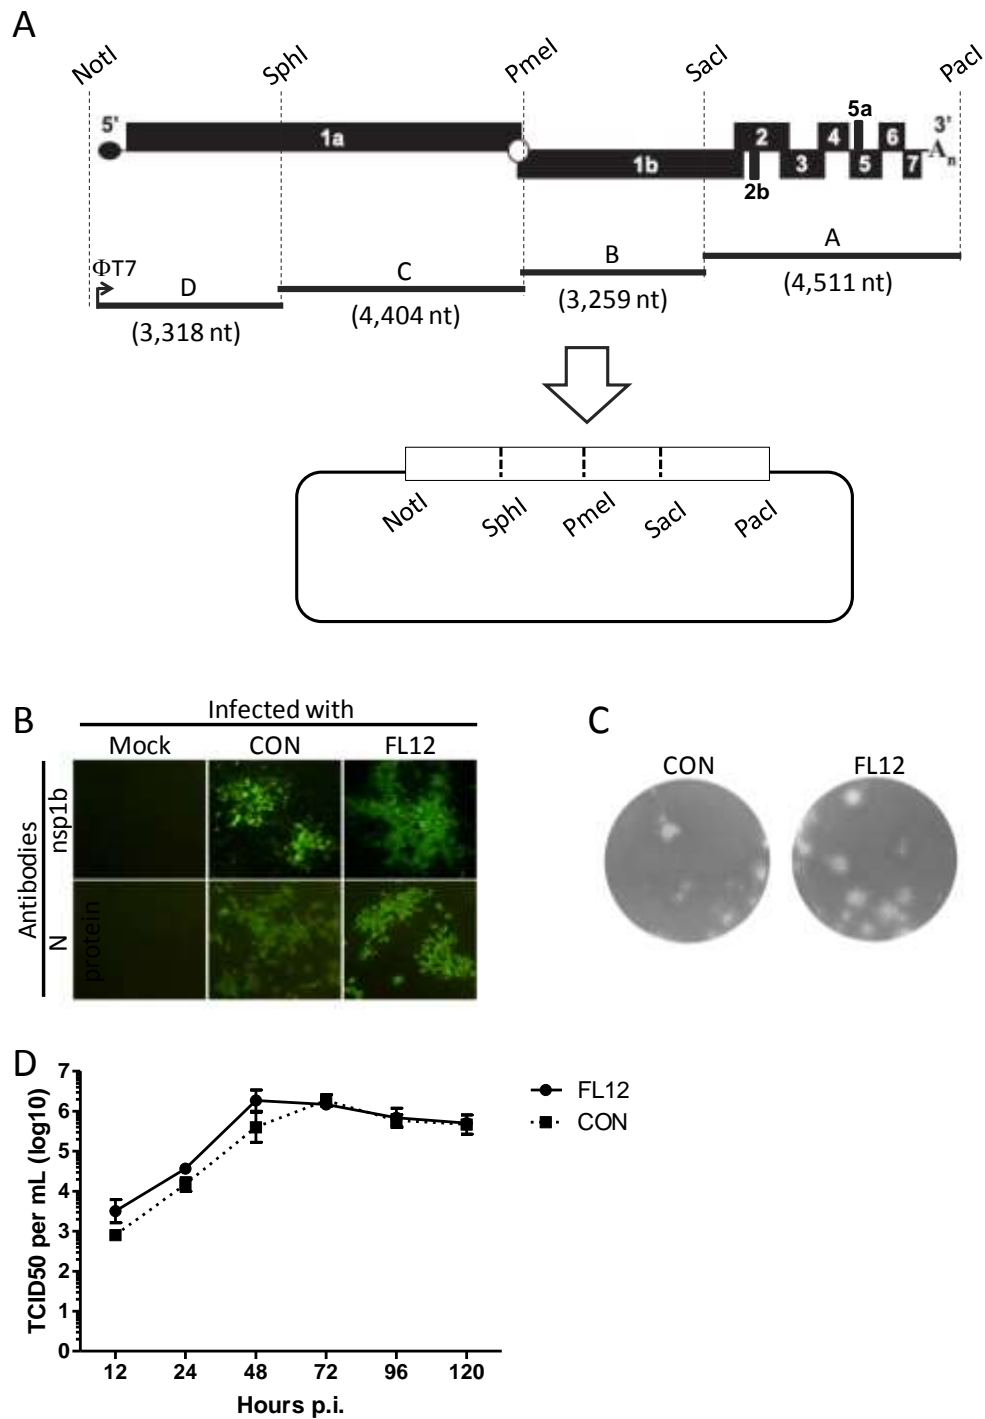 A
NotI
SphI
PmeI
SacI
PacI
5'
1a
1b
2
2b
3
4
5a
5
6
7
3'
An
ΦT7
D
C
B
A
(3,318 nt)
(4,404 nt)
(3,259 nt)
(4,511 nt)
NotI
SphI
PmeI
SacI
PacI
B
Infected with
Mock CON FL12
Antibodies
nsp1b
N
protein
C
CON FL12
D
7
6
5
4
3
2
1
0
TCID50 per mL (log10)
12 24 48 72 96 120
Hours p.i.
FL12
CON